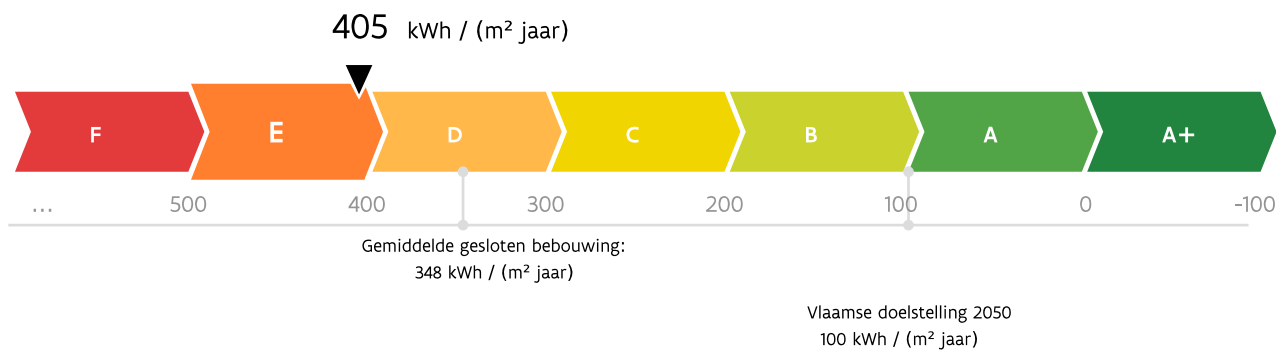 405 kWh / (m² jaar)
F E D C B A A+
... 500 400 300 200 100 0 -100
Gemiddelde gesloten bebouwing:
348 kWh / (m² jaar)
Vlaamse doelstelling 2050
100 kWh / (m² jaar)